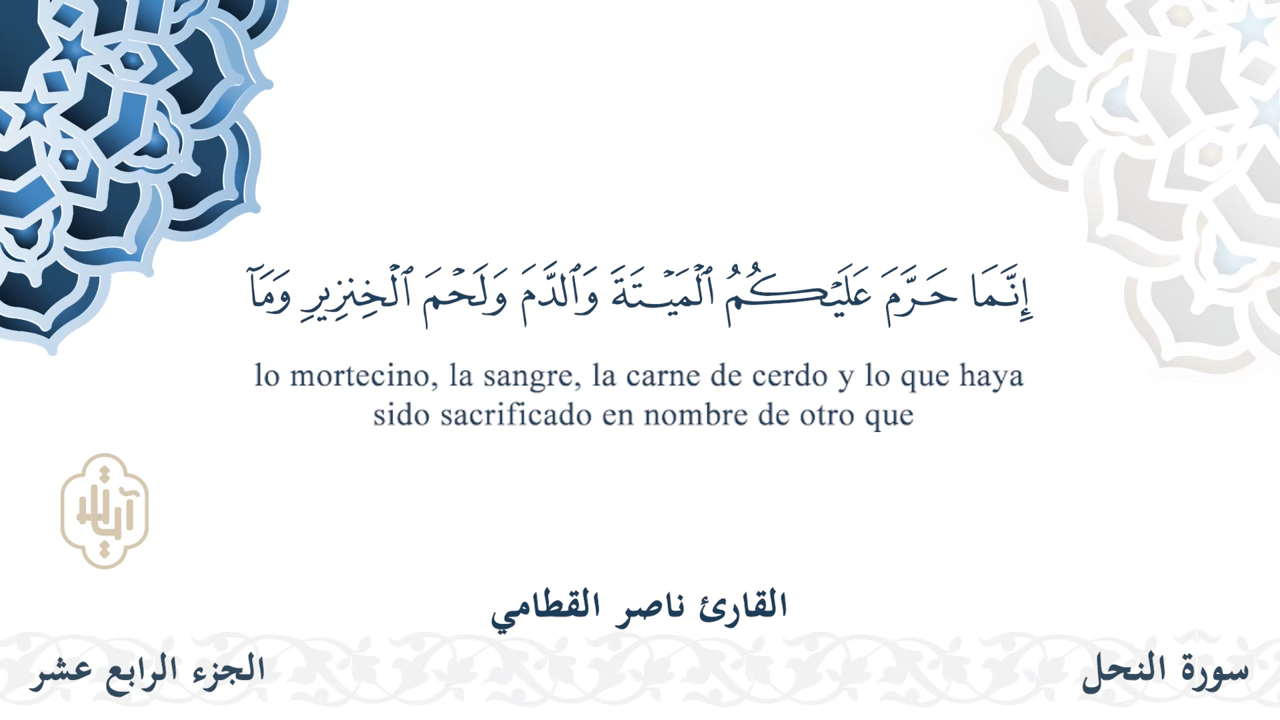 إِنَّمَا حَرَّمَ عَلَيْكُمُ ٱلْمَيْتَةَ وَٱلدَّمَ وَلَحْمَ ٱلْخِنزِيرِ وَمَآ
lo mortecino, la sangre, la carne de cerdo y lo que haya
sido sacrificado en nombre de otro que
القارئ ناصر القطامي
سورة النحل
الجزء الرابع عشر